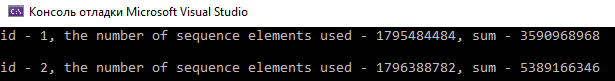 Консоль отладки Microsoft Visual Studio
id - 1, the number of sequence elements used - 1795484484, sum - 3590968968
id - 2, the number of sequence elements used - 1796388782, sum - 5389166346